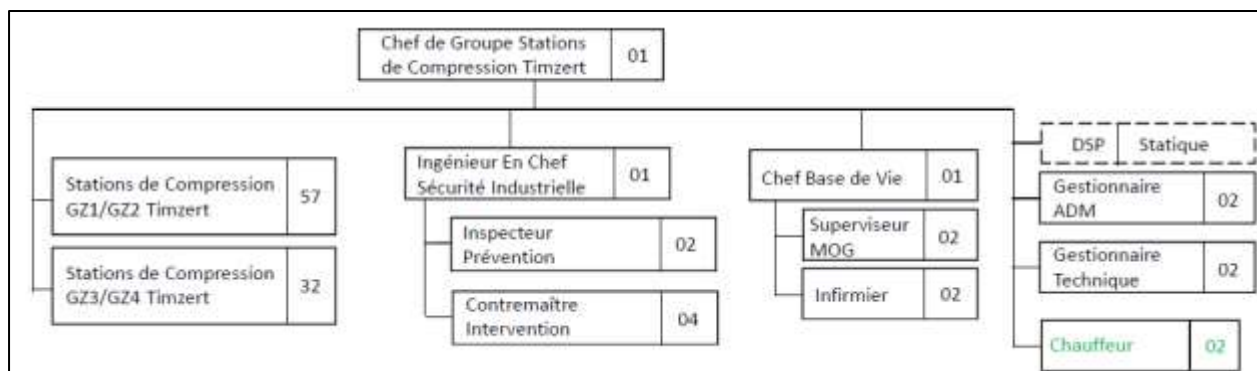 Chef de Groupe Stations
de Compression Timzert
01
Stations de Compression
GZ1/GZ2 Timzert
57
Stations de Compression
GZ3/GZ4 Timzert
32
Ingénieur En Chef
Sécurité Industrielle
01
Inspecteur
Prévention
02
Contremaître
Intervention
04
Chef Base de Vie
01
Superviseur
MOG
02
Infirmier
02
DSP Statique
Gestionnaire
ADM
02
Gestionnaire
Technique
02
Chauffeur
02